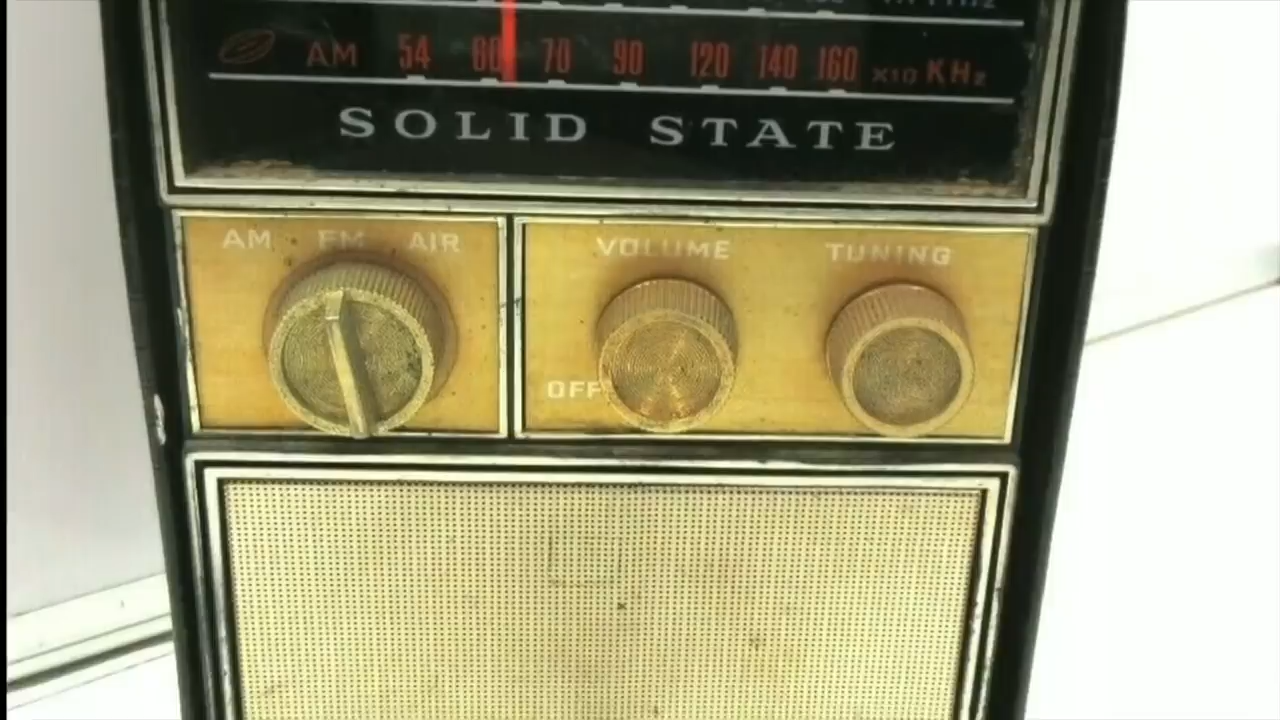 AM 54 60 70 90 120 140 160 X10 KHz
SOLID STATE
AM FM AIR
VOLUME TUNING
OFF